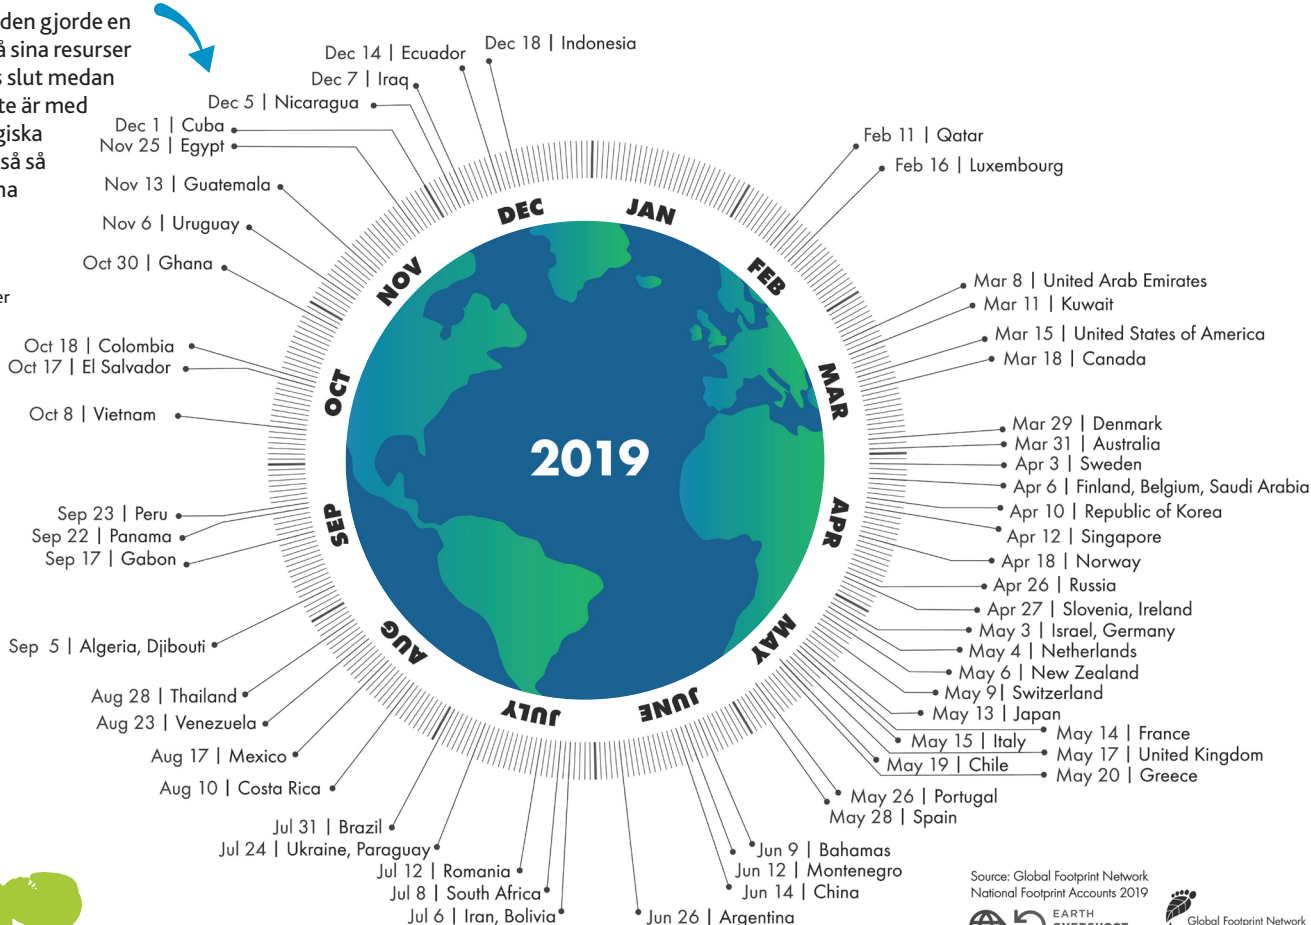 den gjorde en
å sina resurser
s slut medan
te är med
giska
så så
na
er
Dec 18 | Indonesia
Dec 14 | Ecuador
Dec 7 | Iraq
Dec 5 | Nicaragua
Dec 1 | Cuba
Nov 25 | Egypt
Nov 13 | Guatemala
Nov 6 | Uruguay
Oct 30 | Ghana
Oct 18 | Colombia
Oct 17 | El Salvador
Oct 8 | Vietnam
Sep 23 | Peru
Sep 22 | Panama
Sep 17 | Gabon
Sep 5 | Algeria, Djibouti
Aug 28 | Thailand
Aug 23 | Venezuela
Aug 17 | Mexico
Aug 10 | Costa Rica
Jul 31 | Brazil
Jul 24 | Ukraine, Paraguay
Jul 12 | Romania
Jul 8 | South Africa
Jul 6 | Iran, Bolivia
Feb 11 | Qatar
Feb 16 | Luxembourg
Mar 8 | United Arab Emirates
Mar 11 | Kuwait
Mar 15 | United States of America
Mar 18 | Canada
Mar 29 | Denmark
Mar 31 | Australia
Apr 3 | Sweden
Apr 6 | Finland, Belgium, Saudi Arabia
Apr 10 | Republic of Korea
Apr 12 | Singapore
Apr 18 | Norway
Apr 26 | Russia
Apr 27 | Slovenia, Ireland
May 3 | Israel, Germany
May 4 | Netherlands
May 6 | New Zealand
May 9| Switzerland
May 13 | Japan
May 14 | France
May 15 | Italy
May 17 | United Kingdom
May 19 | Chile
May 20 | Greece
May 26 | Portugal
May 28 | Spain
Jun 9 | Bahamas
Jun 12 | Montenegro
Jun 14 | China
Jun 26 | Argentina
JAN
FEB
MAR
APR
MAY
JUNE
JULY
AUG
SEP
OCT
NOV
DEC
2019
Source: Global Footprint Network
National Footprint Accounts 2019
EARTH
OVERSHOOT
Global Footprint Network